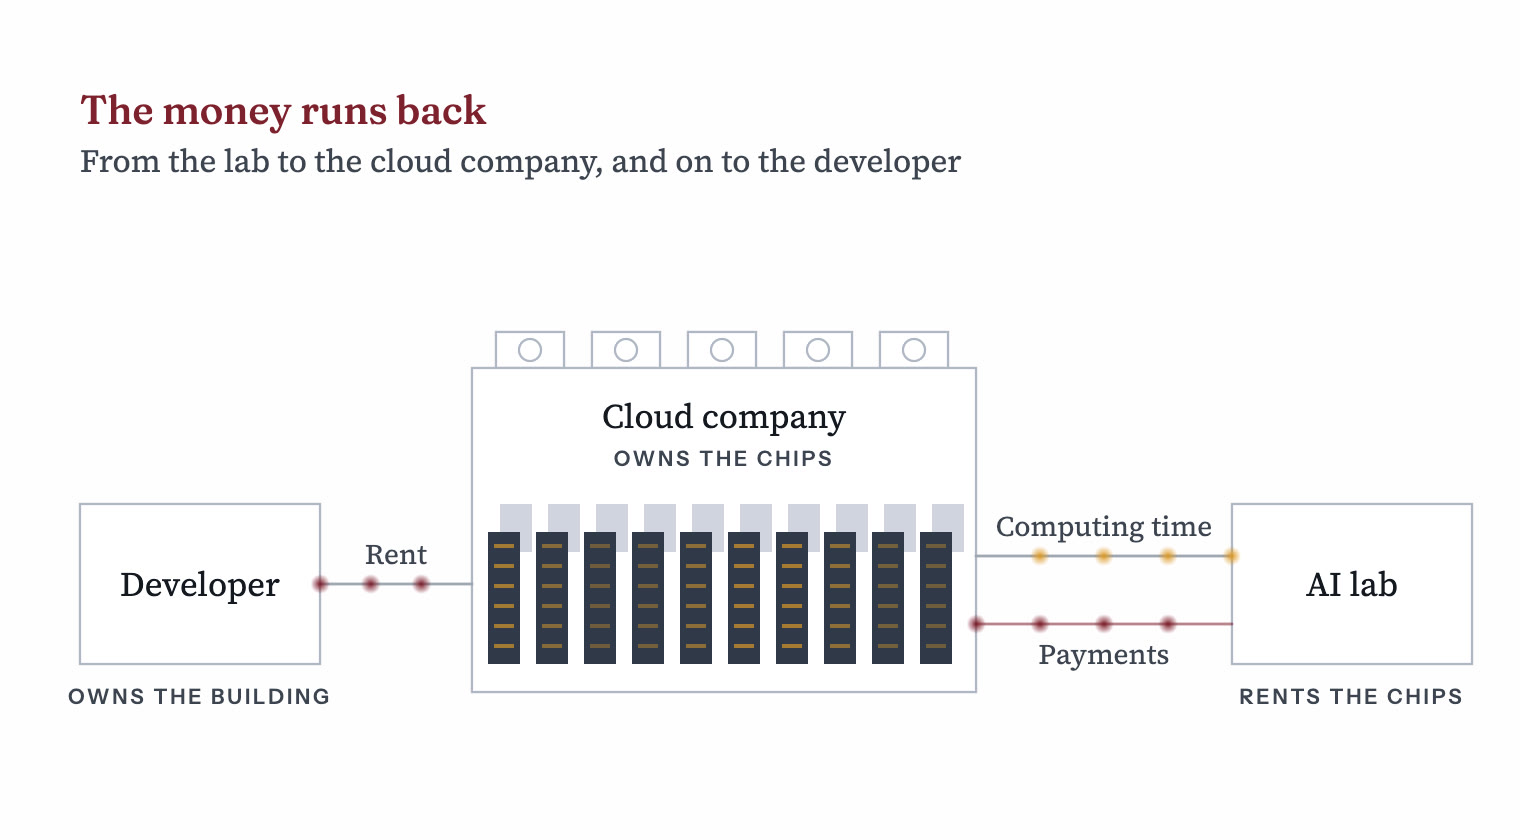 The money runs back
From the lab to the cloud company, and on to the developer
Cloud company
OWNS THE CHIPS
Developer
OWNS THE BUILDING
Rent
Computing time
Payments
AI lab
RENTS THE CHIPS